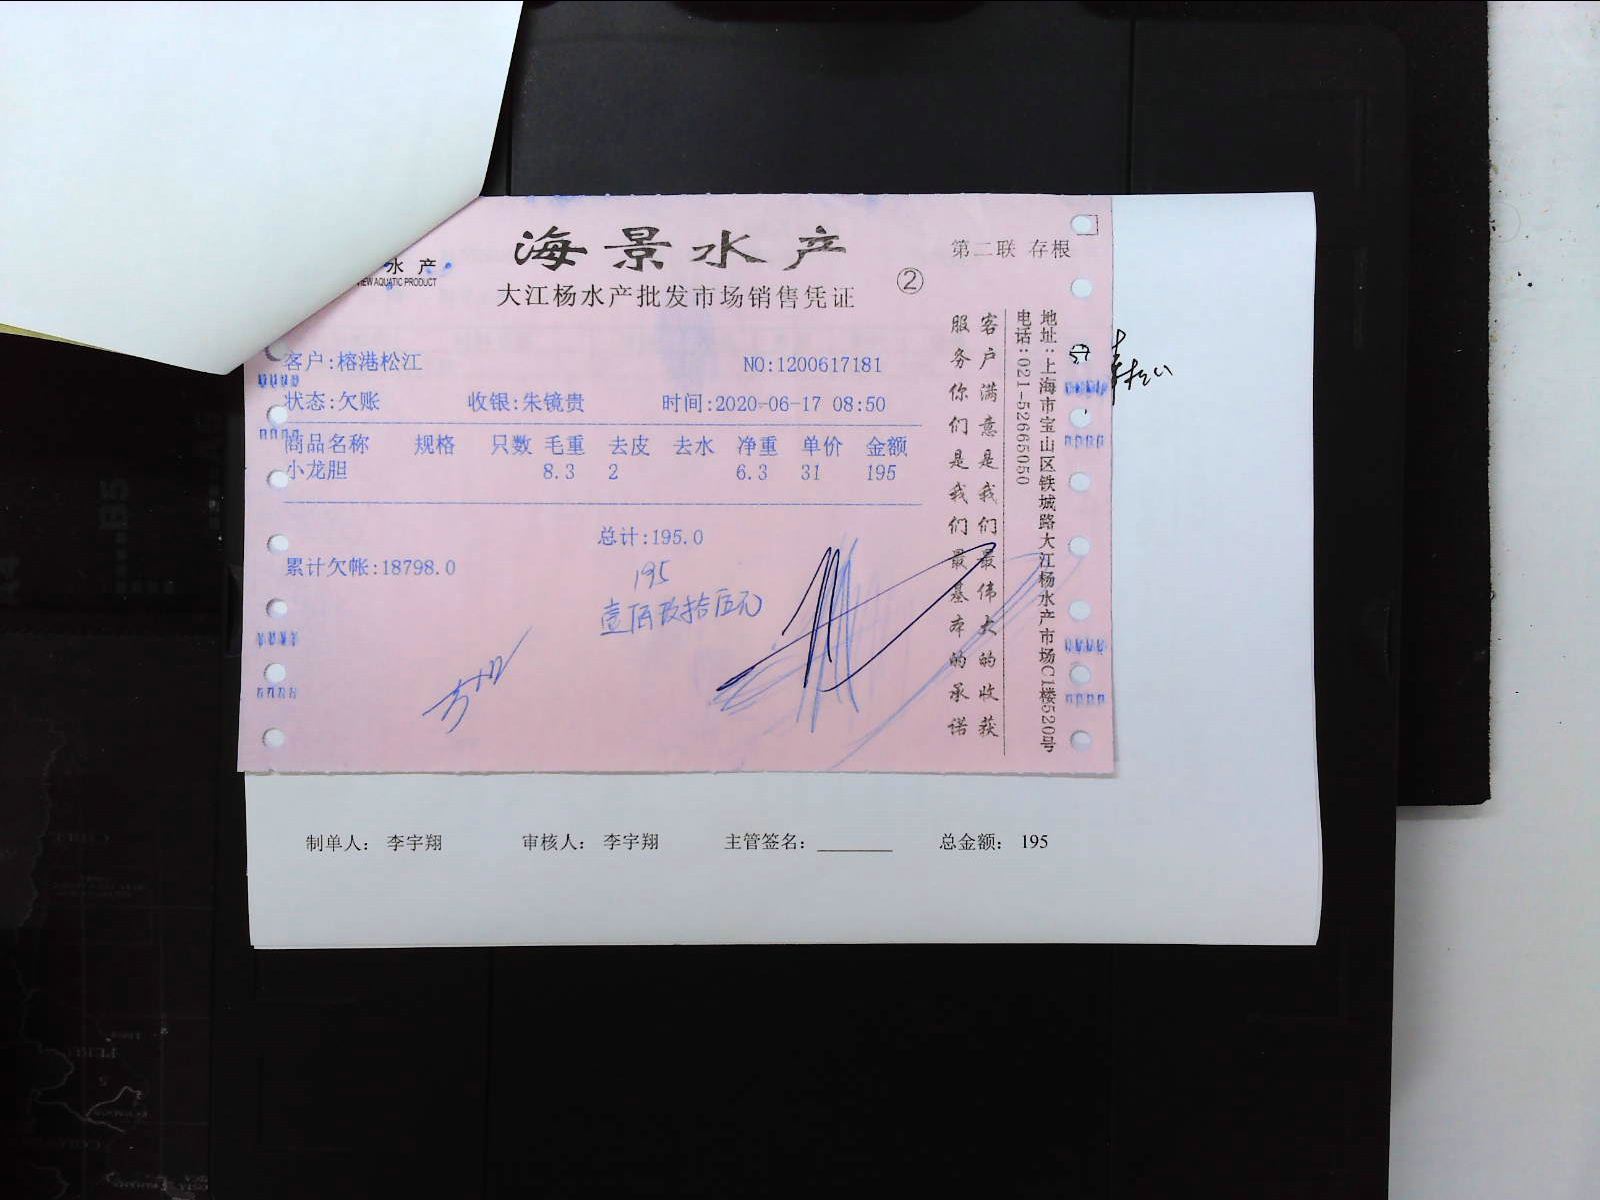 水产
VIEW AQUATIC PRODUCT
海景水产
大江杨水产批发市场销售凭证
②
第二联 存根
客户:榕港松江
NO:1200617181
状态:欠账
收银:朱镜贵
时间:2020-06-17 08:50
商品名称 规格 只数 毛重 去皮 去水 净重 单价 金额
小龙胆 8.3 2 6.3 31 195
总计:195.0
累计欠帐:18798.0
195
壹佰玖拾伍元
客户满意是我们最伟大的收获
服务你们是我们最基本的承诺
地址:上海市宝山区铁城路大江杨水产市场C1楼520号
电话:021-52665050
制单人: 李宇翔 审核人: 李宇翔 主管签名: 总金额: 195